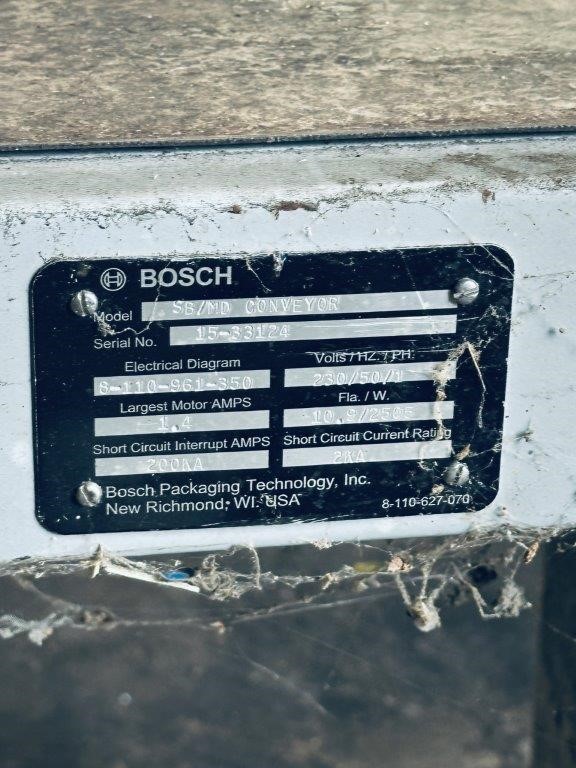 BOSCH
Model SB/MD CONVEYOR
Serial No. 15-33124
Electrical Diagram Volts / HZ. / PH.
8-110-961-350 230/50/1
Largest Motor AMPS Fla. / W.
1.4 10.9/2505
Short Circuit Interrupt AMPS Short Circuit Current Rating
200KA 2KA
Bosch Packaging Technology, Inc.
New Richmond, WI. USA 8-110-627-070